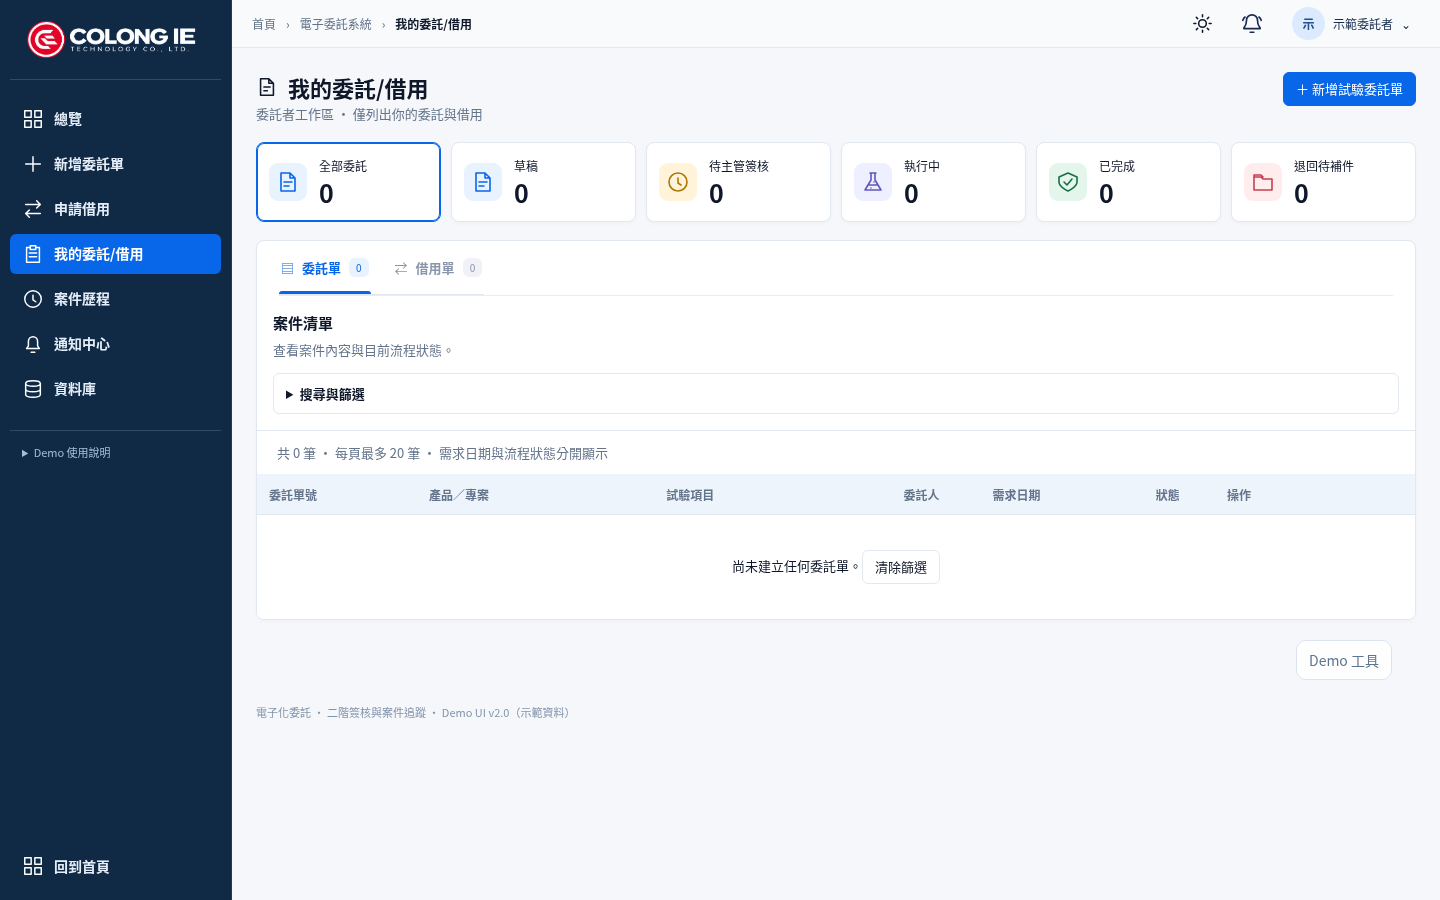 COLONG IE
TECHNOLOGY CO., LTD.
總覽
新增委託單
申請借用
我的委託/借用
案件歷程
通知中心
資料庫
▶ Demo 使用說明
回到首頁
首頁 › 電子委託系統 › 我的委託/借用
示 示範委託者
我的委託/借用
委託者工作區 • 僅列出你的委託與借用
＋ 新增試驗委託單
全部委託
0
草稿
0
待主管簽核
0
執行中
0
已完成
0
退回待補件
0
委託單 0 借用單 0
案件清單
查看案件內容與目前流程狀態。
▶ 搜尋與篩選
共 0 筆 • 每頁最多 20 筆 • 需求日期與流程狀態分開顯示
委託單號 產品／專案 試驗項目 委託人 需求日期 狀態 操作
尚未建立任何委託單。 清除篩選
Demo 工具
電子化委託 • 二階簽核與案件追蹤 • Demo UI v2.0（示範資料）